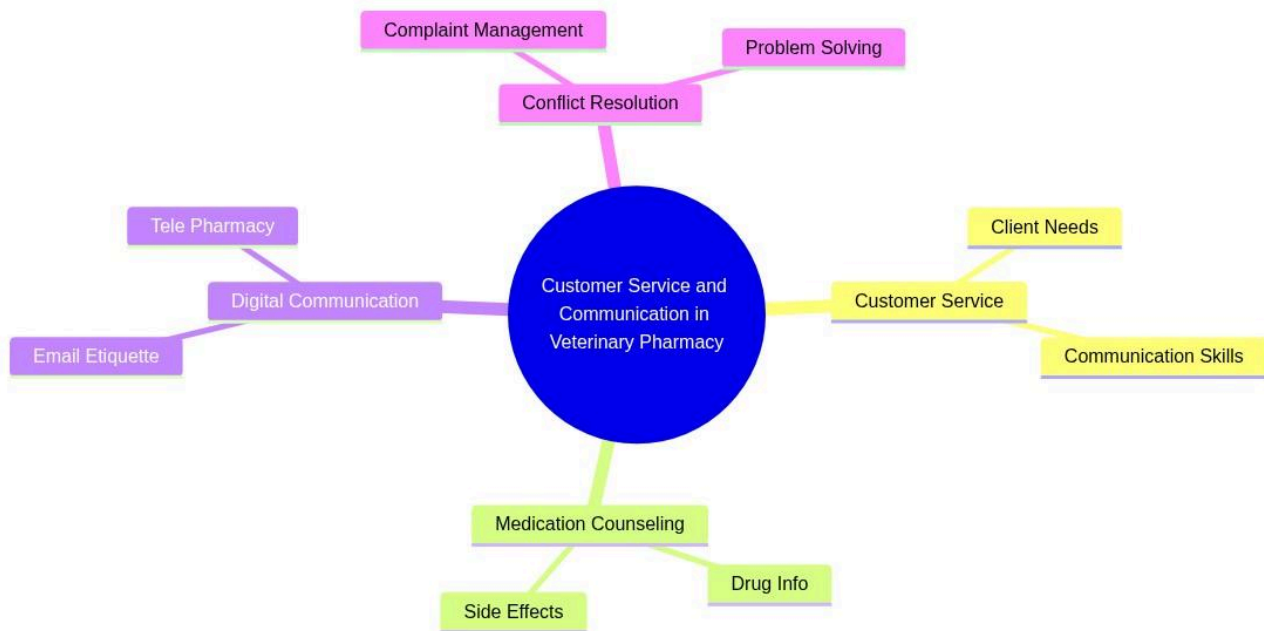 Complaint Management
Problem Solving
Conflict Resolution
Tele Pharmacy
Client Needs
Digital Communication
Customer Service and
Communication in
Veterinary Pharmacy
Customer Service
Email Etiquette
Communication Skills
Medication Counseling
Drug Info
Side Effects